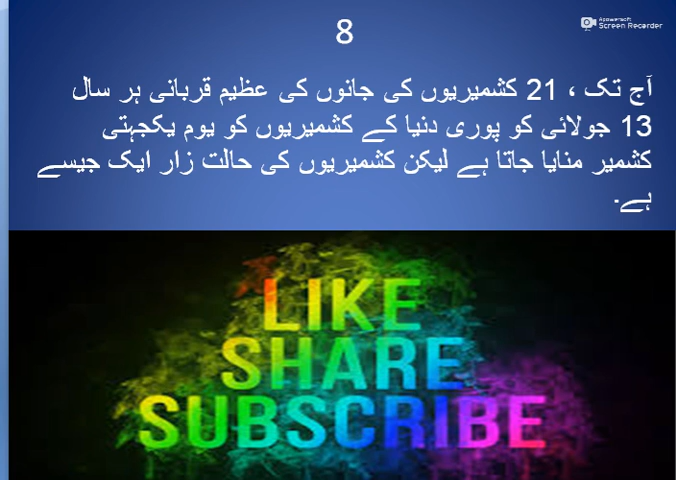 8
Apowersoft
Screen Recorder
آج تک ، 21 کشمیریوں کی جانوں کی عظیم قربانی ہر سال
13 جولائی کو پوری دنیا کے کشمیریوں کو یوم یکجہتی
کشمیر منایا جاتا ہے لیکن کشمیریوں کی حالت زار ایک جیسے
ہے۔
LIKE
SHARE
SUBSCRIBE